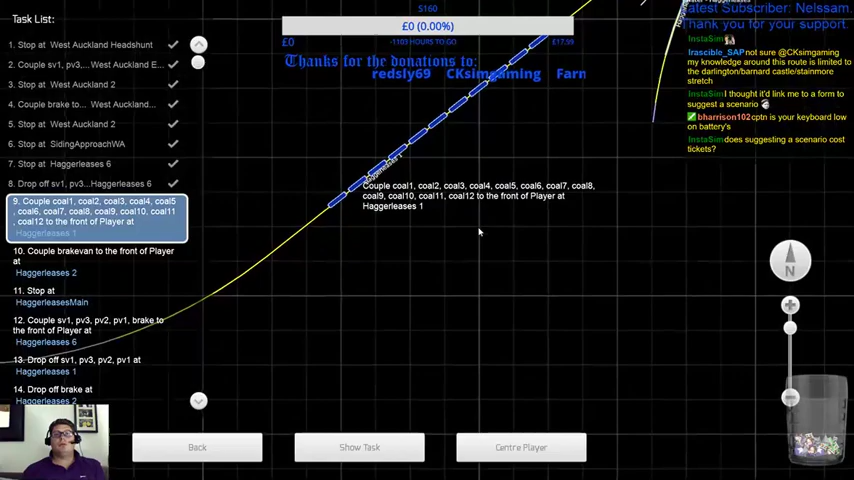 Task List:
1. Stop at West Auckland Headshunt
2. Couple sv1, pv3,... West Auckland E...
3. Stop at West Auckland 2
4. Couple brake to... West Auckland...
5. Stop at West Auckland 2
6. Stop at SidingApproachWA
7. Stop at Haggerleases 6
8. Drop off sv1, pv3...Haggerleases 6
9. Couple coal1, coal2, coal3, coal4, coal5
, coal6, coal7, coal8, coal9, coal10, coal11
, coal12 to the front of Player at
Haggerleases 1
10. Couple brakevan to the front of Player
at
Haggerleases 2
11. Stop at
HaggerleasesMain
12. Couple sv1, pv3, pv2, pv1, brake to
the front of Player at
Haggerleases 6
13. Drop off sv1, pv3, pv2, pv1 at
Haggerleases 1
14. Drop off brake at
Haggerleases 2
S160
£0 (0.00%)
£0
-1103 HOURS TO GO
£17.99
Thanks for the donations to:
redsly69 CKsimgaming Farn
Haggerleases 1
Couple coal1, coal2, coal3, coal4, coal5, coal6, coal7, coal8,
coal9, coal10, coal11, coal12 to the front of Player at
Haggerleases 1
Latest Subscriber: Nelssam.
Thank you for your support.
InstaSim
Irascible_SAP not sure @CKsimgaming
my knowledge around this route is limited to
the darlington/barnard castle/stainmore
stretch
InstaSim I thought it'd link me to a form to
suggest a scenario
bharrison102 cptn is your keyboard low
on battery's
InstaSim does suggesting a scenario cost
tickets?
N
Back
Show Task
Centre Player